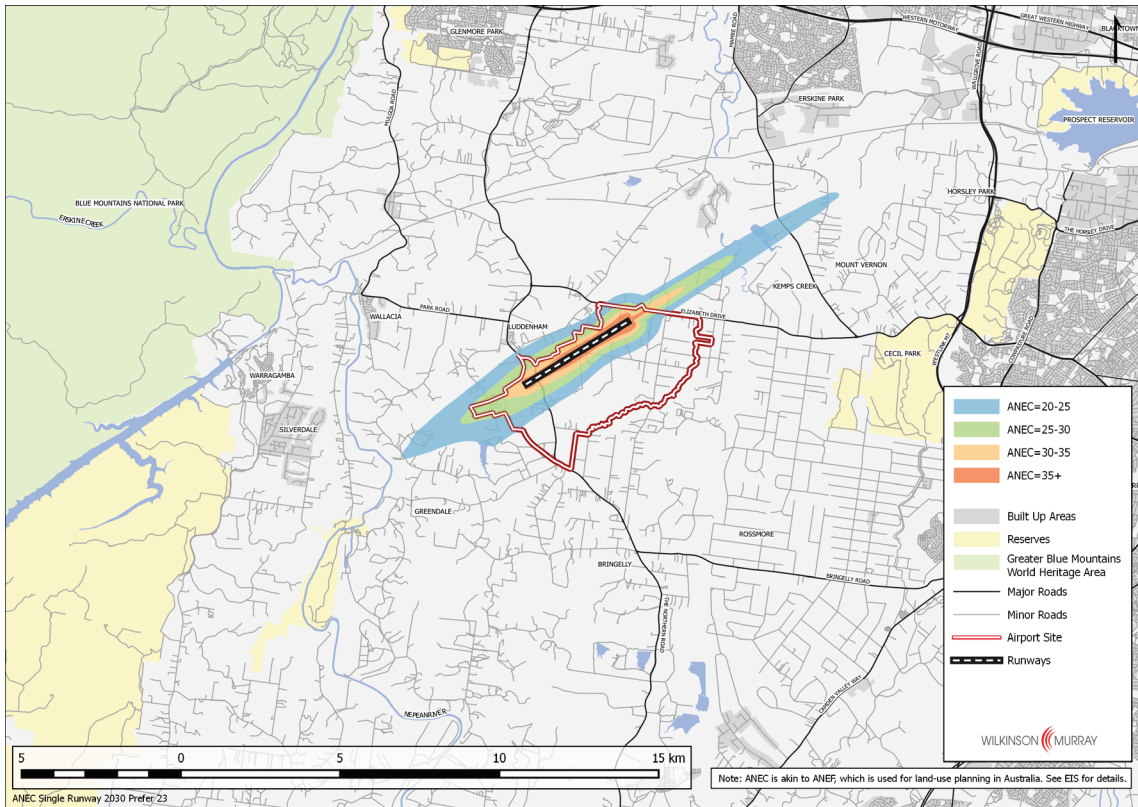 GLENMORE PARK
MAMRE ROAD
WESTERN MOTORWAY
GREAT WESTERN HIGHWAY
BLACKTOWN
WALLGROVE ROAD
MULGOA ROAD
ERSKINE PARK
PROSPECT RESERVOIR
BLUE MOUNTAINS NATIONAL PARK
ERSKINE CREEK
HORSLEY PARK
THE HORSLEY DRIVE
MOUNT VERNON
KEMPS CREEK
PARK ROAD
WALLACIA
LUDDENHAM
ELIZABETH DRIVE
COWPASTURE ROAD
WESTLINK M7
CECIL PARK
WARRAGAMBA
SILVERDALE
GREENDALE
ROSSMORE
BRINGELLY
BRINGELLY ROAD
THE NORTHERN ROAD
CAMDEN VALLEY WAY
NEPEAN RIVER
ANEC=20-25
ANEC=25-30
ANEC=30-35
ANEC=35+
Built Up Areas
Reserves
Greater Blue Mountains
World Heritage Area
Major Roads
Minor Roads
Airport Site
Runways
WILKINSON MURRAY
5 0 5 10 15 km
Note: ANEC is akin to ANEF, which is used for land-use planning in Australia. See EIS for details.
ANEC Single Runway 2030 Prefer 23